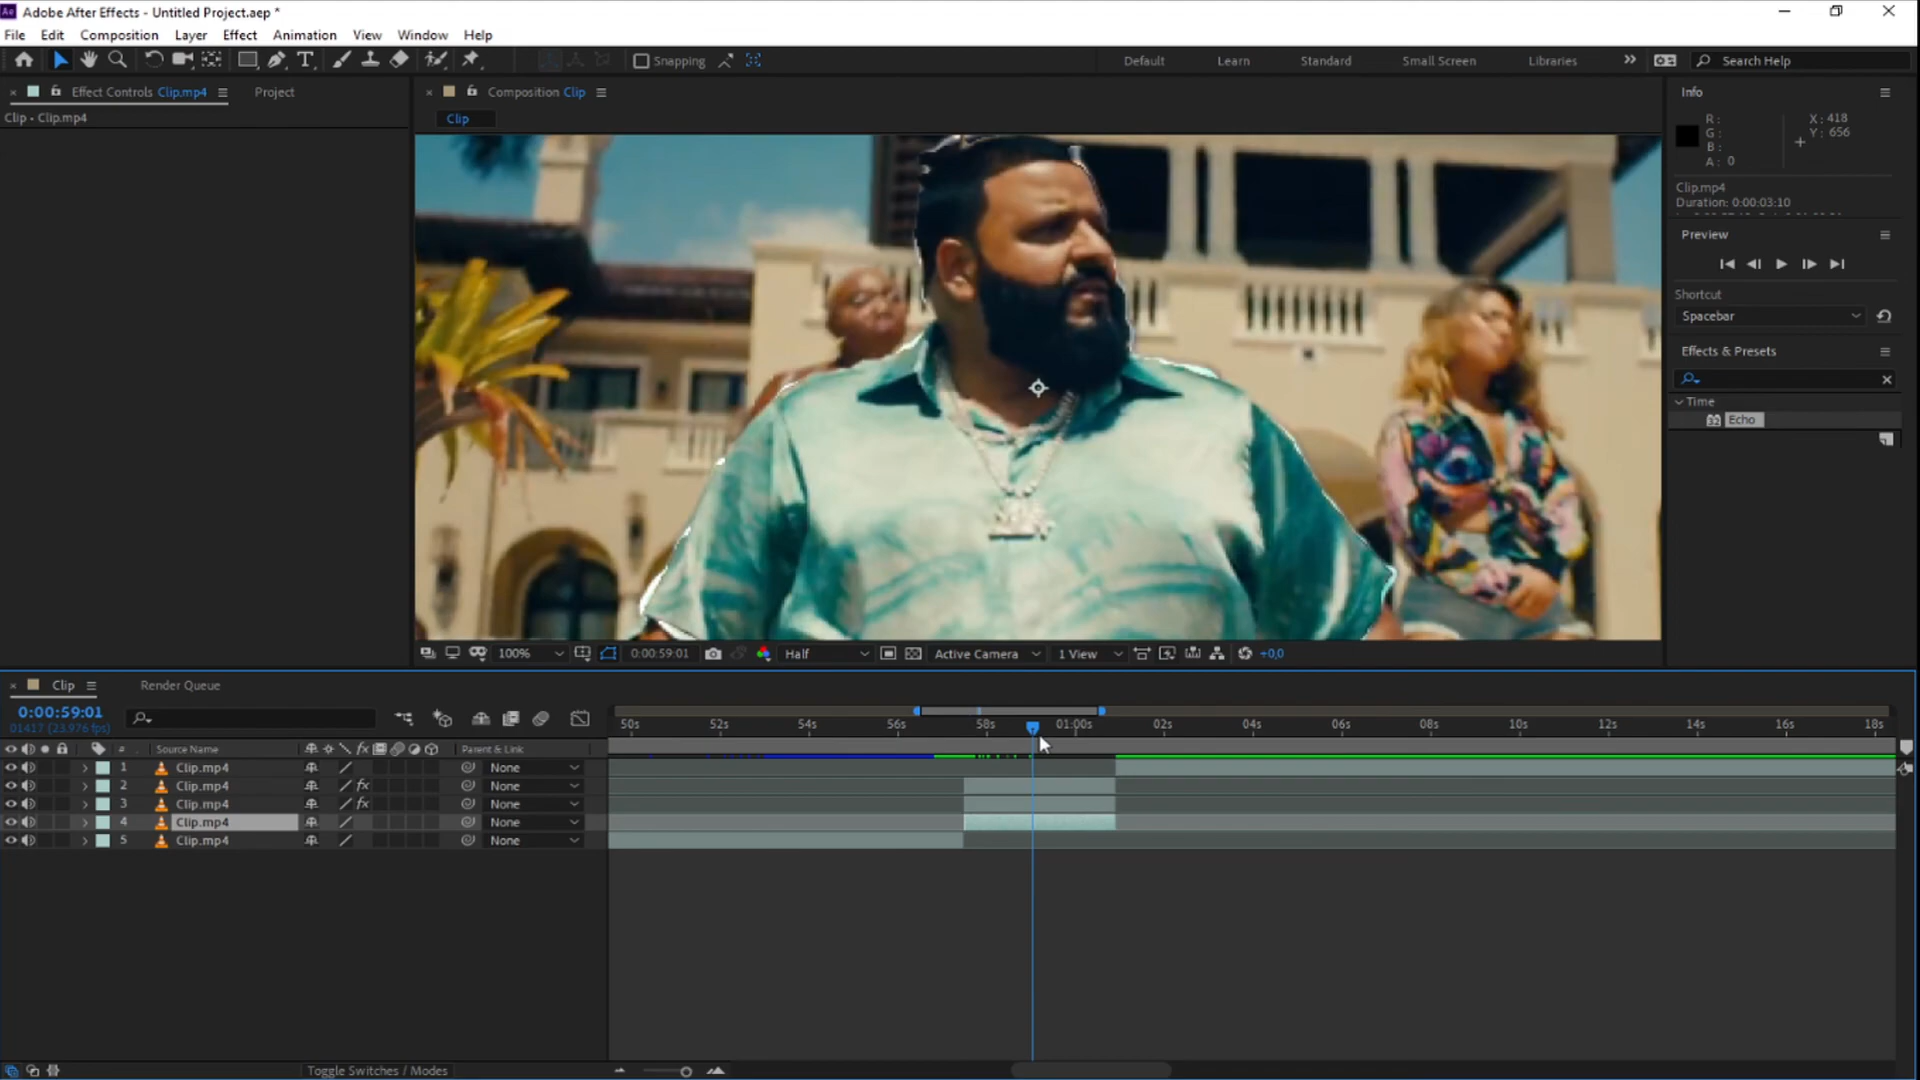 Ae Adobe After Effects - Untitled Project.aep *
File Edit Composition Layer Effect Animation View Window Help
Snapping Default Learn Standard Small Screen Libraries Search Help
Effect Controls Clip.mp4 Project
Clip • Clip.mp4
Composition Clip
Clip
Info
R :
G :
B :
A : 0
X : 418
Y : 656
Clip.mp4
Duration: 0:00:03:10
Preview
Shortcut
Spacebar
Effects & Presets
Time
32 Echo
100% 0:00:59:01 Half Active Camera 1 View +0,0
Clip Render Queue
0:00:59:01
01417 (23.976 fps)
50s 52s 54s 56s 58s 01:00s 02s 04s 06s 08s 10s 12s 14s 16s 18s
# Source Name fx Parent & Link
1 Clip.mp4 None
2 Clip.mp4 fx None
3 Clip.mp4 fx None
4 Clip.mp4 None
5 Clip.mp4 None
Toggle Switches / Modes